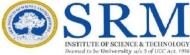 SRM
INSTITUTE OF SCIENCE & TECHNOLOGY
Deemed to be University u/s 3 of UGC Act, 1956